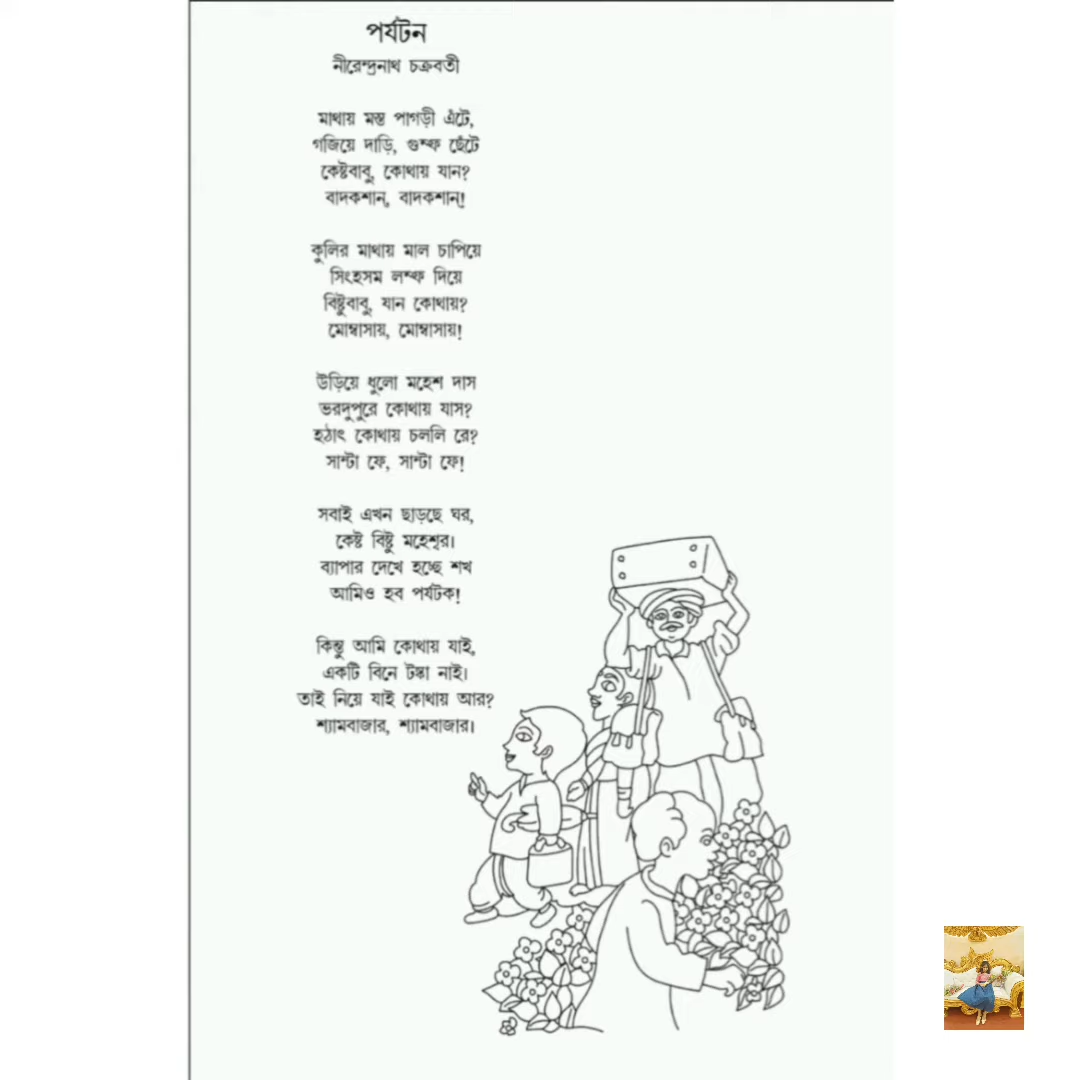 পর্যটন
নীরেন্দ্রনাথ চক্রবর্তী
মাথায় মস্ত পাগড়ী এঁটে,
গজিয়ে দাড়ি, গুম্ফ ছেঁটে
কেষ্টবাবু, কোথায় যান?
বাদকশান্, বাদকশান্!
কুলির মাথায় মাল চাপিয়ে
সিংহসম লম্ফ দিয়ে
বিষ্টুবাবু, যান কোথায়?
মোম্বাসায়, মোম্বাসায়!
উড়িয়ে ধুলো মহেশ দাস
ভরদুপুরে কোথায় যাস?
হঠাৎ কোথায় চললি রে?
সান্টা ফে, সান্টা ফে!
সবাই এখন ছাড়ছে ঘর,
কেষ্ট বিষ্টু মহেশ্বর।
ব্যাপার দেখে হচ্ছে শখ
আমিও হব পর্যটক!
কিন্তু আমি কোথায় যাই,
একটি বিনে টঙ্কা নাই।
তাই নিয়ে যাই কোথায় আর?
শ্যামবাজার, শ্যামবাজার।